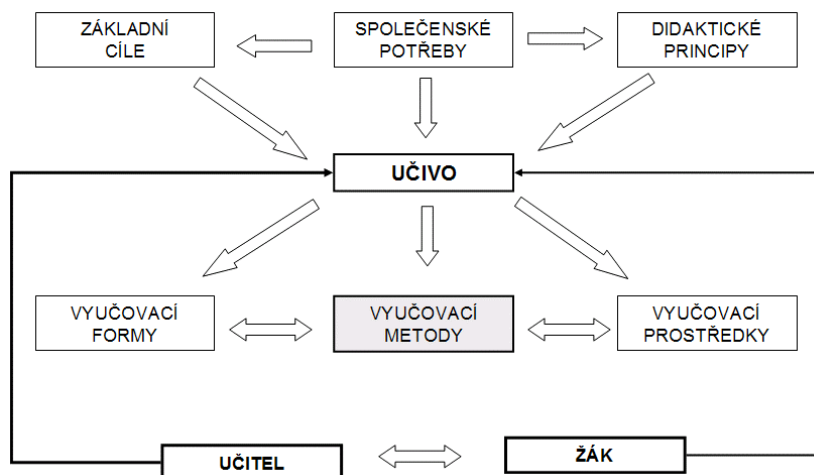 ZÁKLADNÍ
CÍLE
SPOLEČENSKÉ
POTŘEBY
DIDAKTICKÉ
PRINCIPY
UČIVO
VYUČOVACÍ
FORMY
VYUČOVACÍ
METODY
VYUČOVACÍ
PROSTŘEDKY
UČITEL
ŽÁK